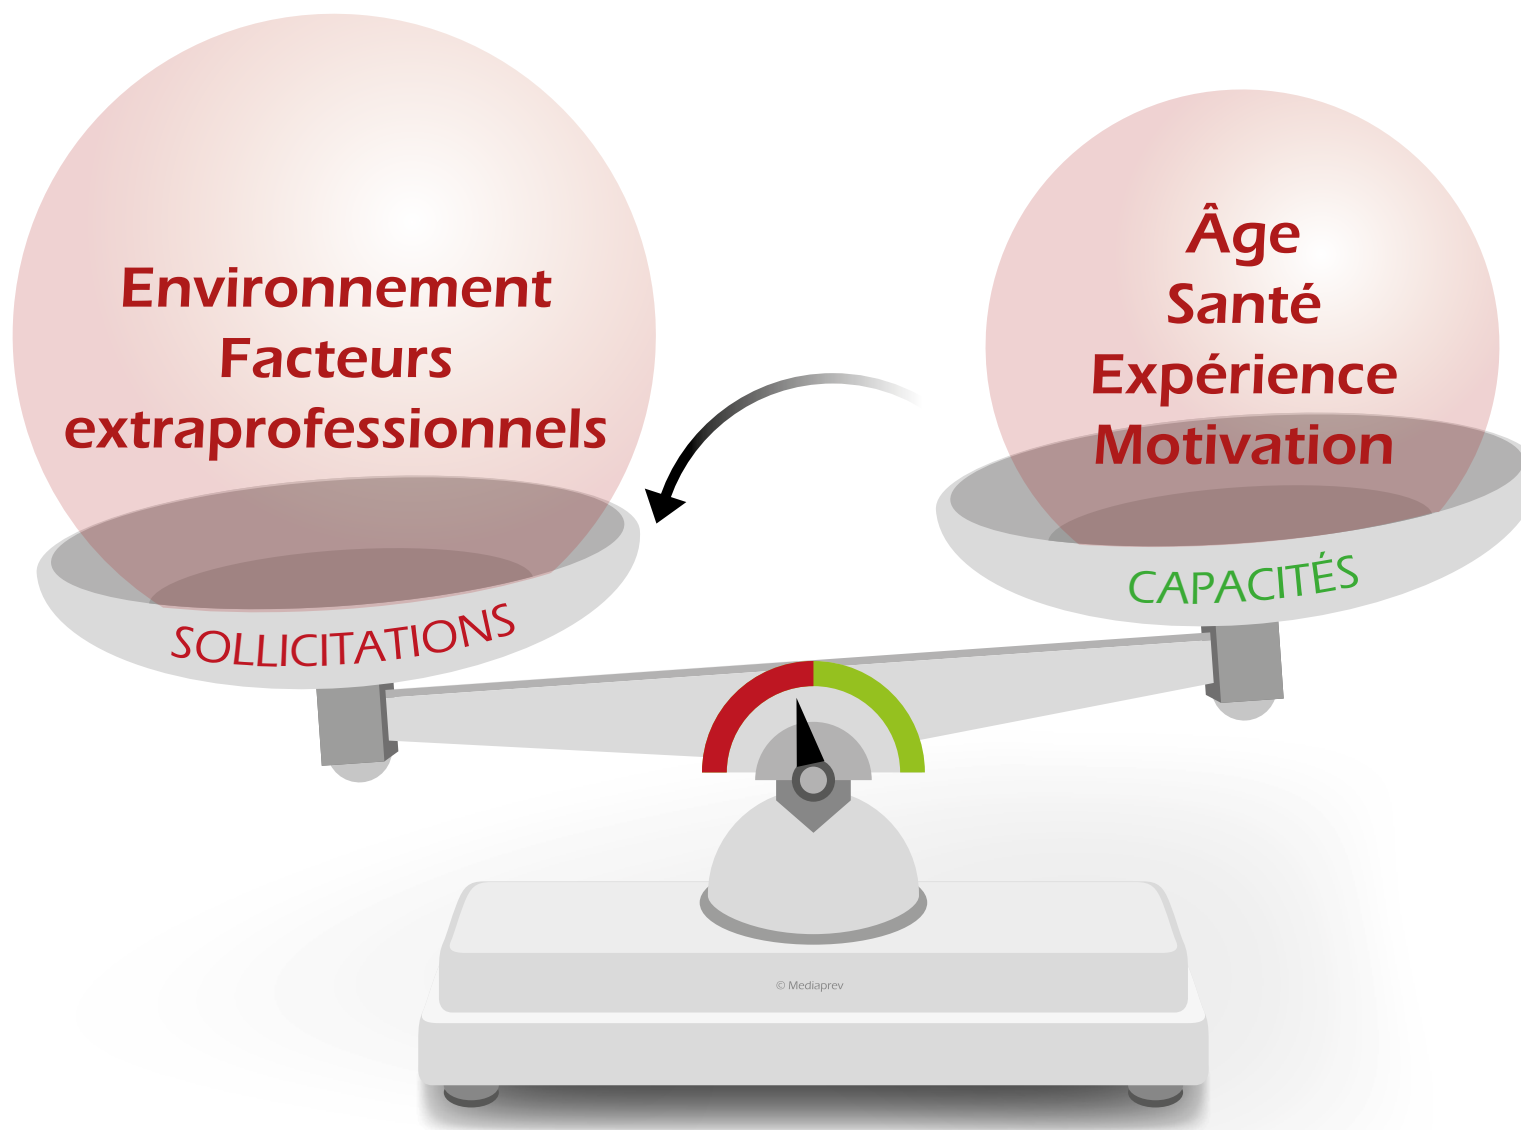 Environnement
Facteurs
extraprofessionnels
SOLLICITATIONS
Âge
Santé
Expérience
Motivation
CAPACITÉS
© Mediaprev